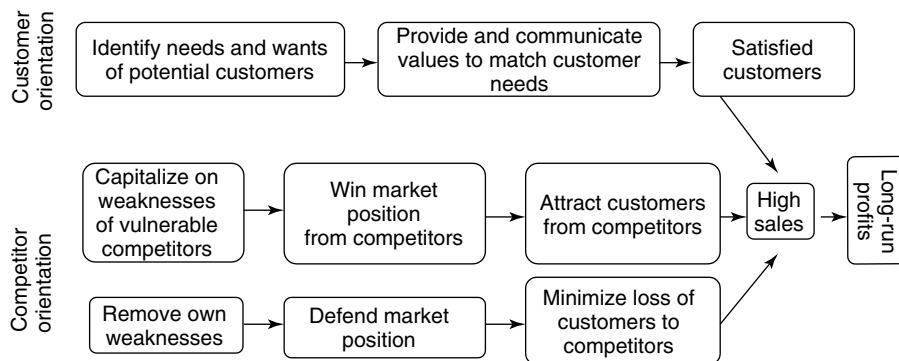 Customer
orientation
Identify needs and wants
of potential customers
Provide and communicate
values to match customer
needs
Satisfied
customers
Competitor
orientation
Capitalize on
weaknesses
of vulnerable
competitors
Win market
position
from competitors
Attract customers
from competitors
High
sales
Long-run
profits
Remove own
weaknesses
Defend market
position
Minimize loss of
customers to
competitors